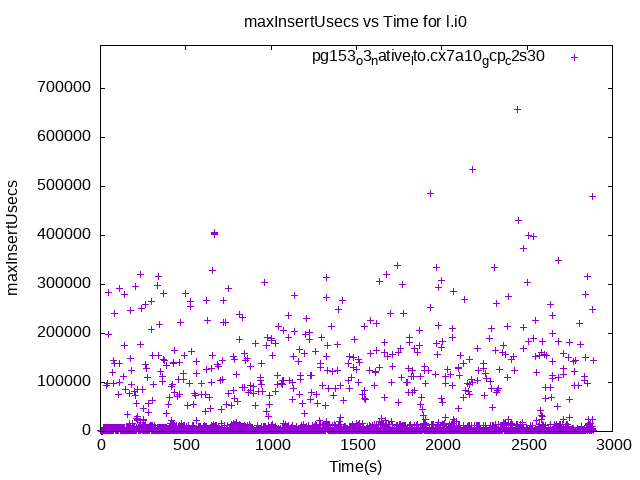 maxInsertUsecs vs Time for l.i0
pg153o3native_lto.cx7a10gcpc2s30
700000
600000
500000
400000
300000
200000
100000
0
maxInsertUsecs
0 500 1000 1500 2000 2500 3000
Time(s)